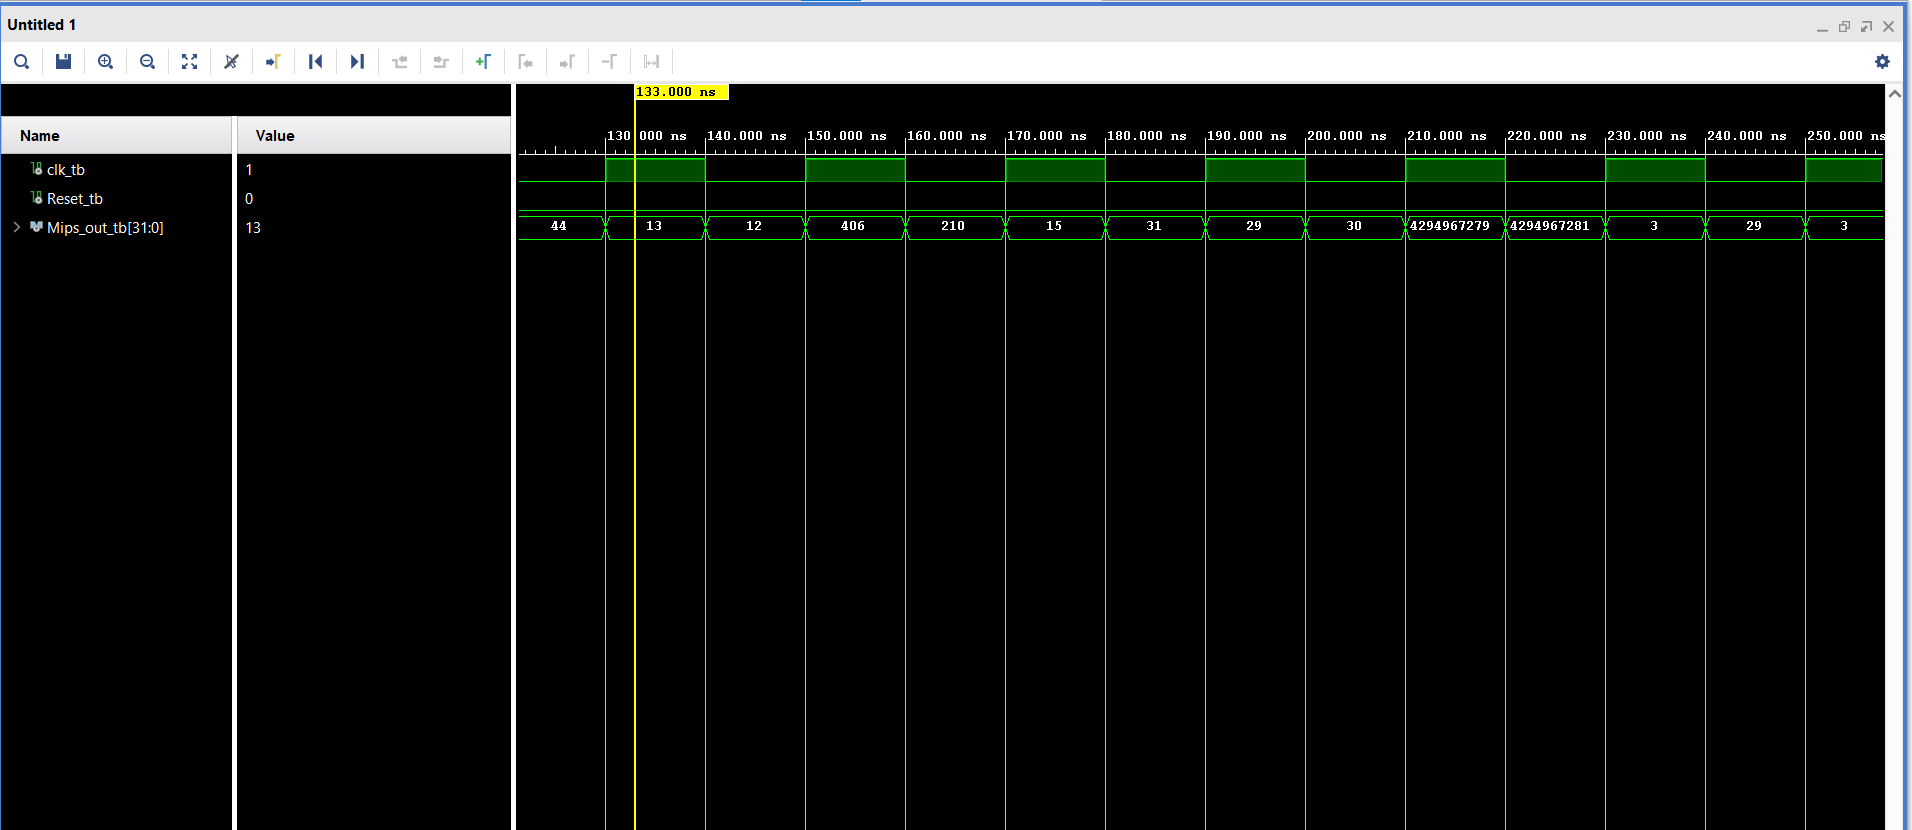 Untitled 1
133.000 ns
Name Value
130.000 ns 140.000 ns 150.000 ns 160.000 ns 170.000 ns 180.000 ns 190.000 ns 200.000 ns 210.000 ns 220.000 ns 230.000 ns 240.000 ns 250.000 ns
clk_tb 1
Reset_tb 0
Mips_out_tb[31:0] 13 44 13 12 406 210 15 31 29 30 4294967279 4294967281 3 29 3